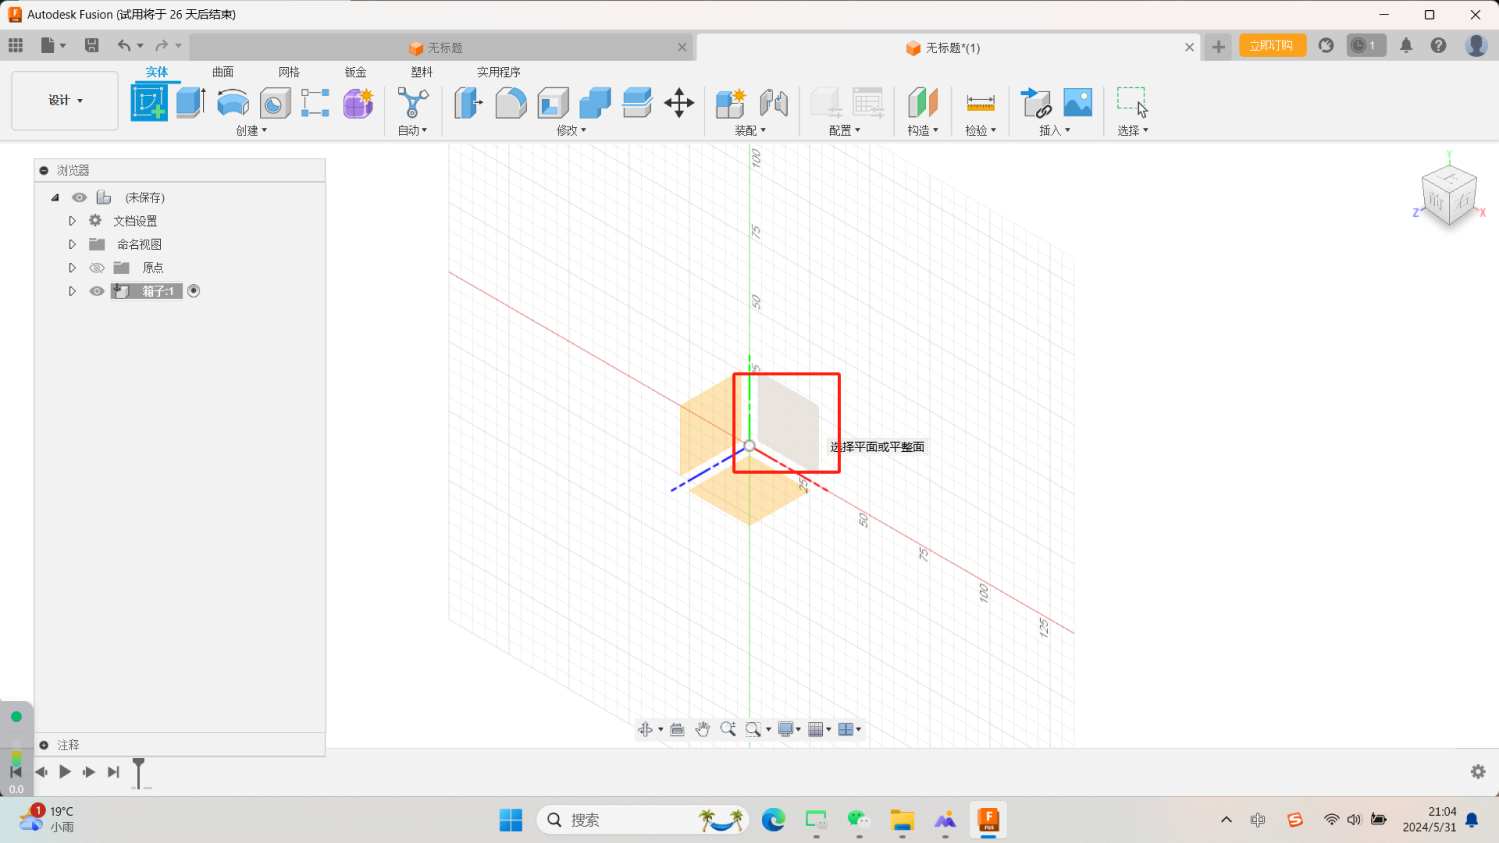 Autodesk Fusion (试用将于 26 天后结束)
无标题
无标题*(1)
立即订购
1
设计
实体
曲面
网格
钣金
塑料
实用程序
创建
自动
修改
装配
配置
构造
检验
插入
选择
浏览器
(未保存)
文档设置
命名视图
原点
箱子:1
100
75
50
25
选择平面或平整面
25
50
75
100
125
Y
上
前
右
Z
X
注释
0.0
1
19°C
小雨
搜索
中
21:04
2024/5/31